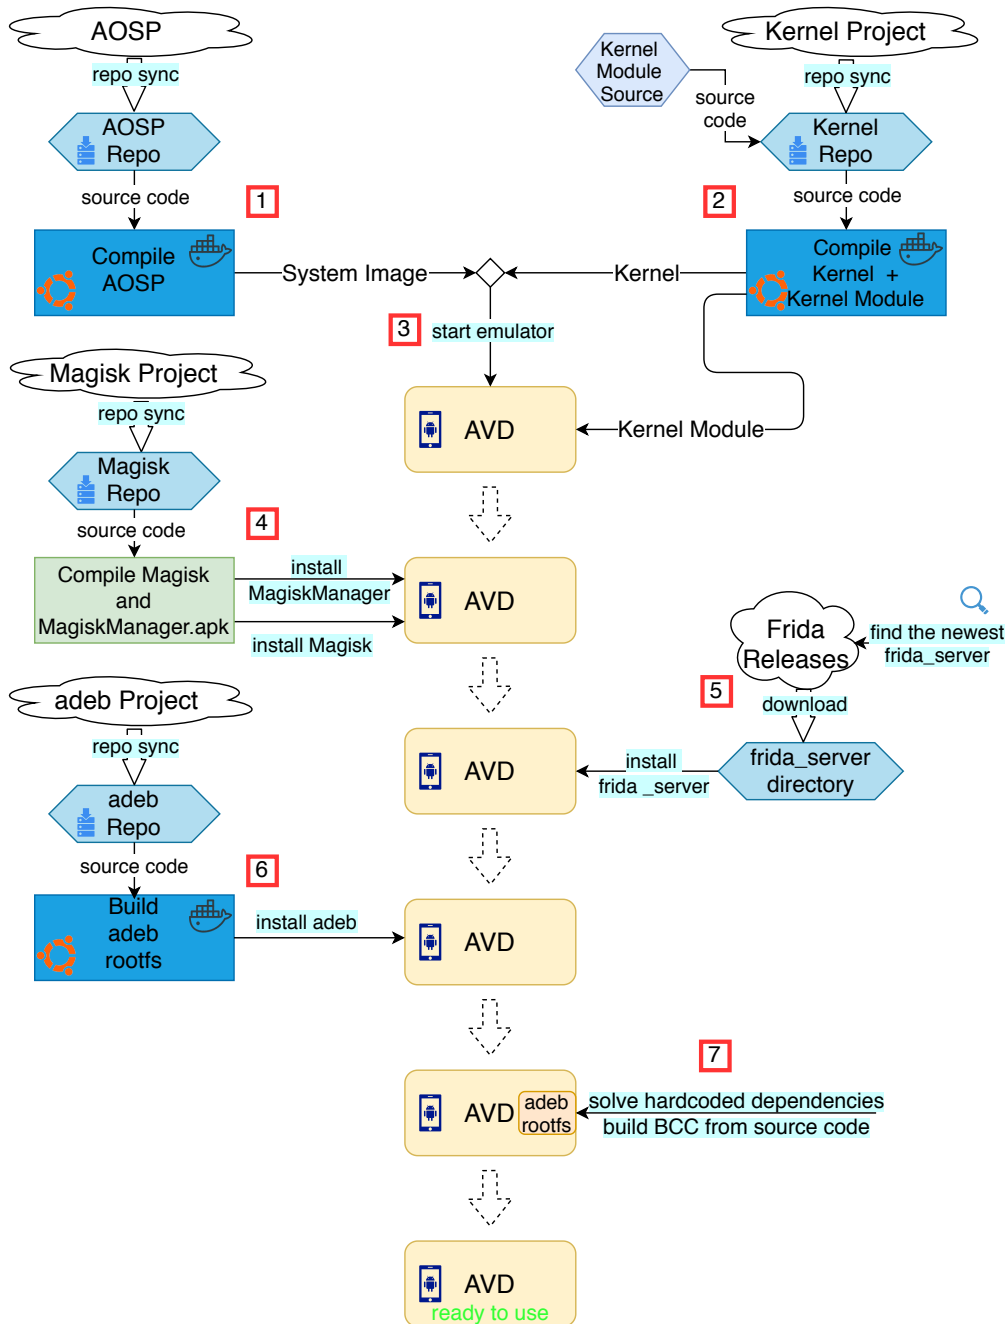 AOSP
Kernel Project
repo sync
Kernel
Module
Source
repo sync
source
code
AOSP
Repo
Kernel
Repo
source code
source code
1
2
Compile
AOSP
System Image
Kernel
Compile
Kernel +
Kernel Module
3
start emulator
Magisk Project
repo sync
AVD
Kernel Module
Magisk
Repo
source code
4
Compile Magisk
and
MagiskManager.apk
install
MagiskManager
install Magisk
AVD
Frida
Releases
find the newest
frida_server
5
download
adeb Project
repo sync
AVD
install
frida _server
frida_server
directory
adeb
Repo
source code
6
Build
adeb
rootfs
install adeb
AVD
7
AVD
adeb
rootfs
solve hardcoded dependencies
build BCC from source code
AVD
ready to use